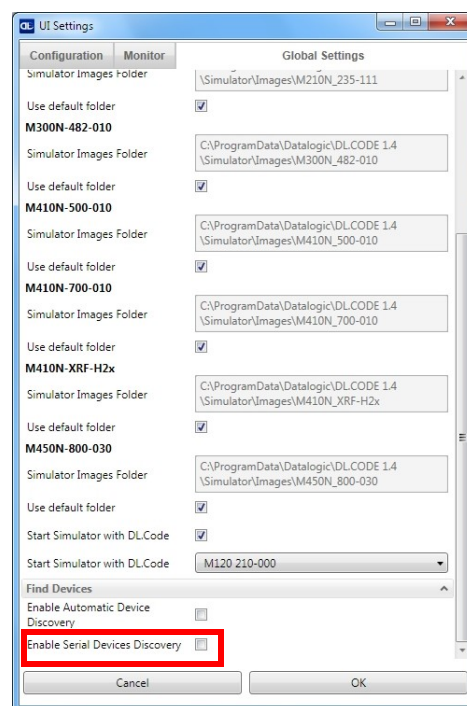 DL UI Settings
Configuration Monitor Global Settings
Simulator Images Folder
\Simulator\Images\M210N_235-111
Use default folder
M300N-482-010
Simulator Images Folder
C:\ProgramData\Datalogic\DL.CODE 1.4
\Simulator\Images\M300N_482-010
Use default folder
M410N-500-010
Simulator Images Folder
C:\ProgramData\Datalogic\DL.CODE 1.4
\Simulator\Images\M410N_500-010
Use default folder
M410N-700-010
Simulator Images Folder
C:\ProgramData\Datalogic\DL.CODE 1.4
\Simulator\Images\M410N_700-010
Use default folder
M410N-XRF-H2x
Simulator Images Folder
C:\ProgramData\Datalogic\DL.CODE 1.4
\Simulator\Images\M410N_XRF-H2x
Use default folder
M450N-800-030
Simulator Images Folder
C:\ProgramData\Datalogic\DL.CODE 1.4
\Simulator\Images\M450N_800-030
Use default folder
Start Simulator with DL.Code
Start Simulator with DL.Code M120 210-000
Find Devices
Enable Automatic Device
Discovery
Enable Serial Devices Discovery
Cancel OK